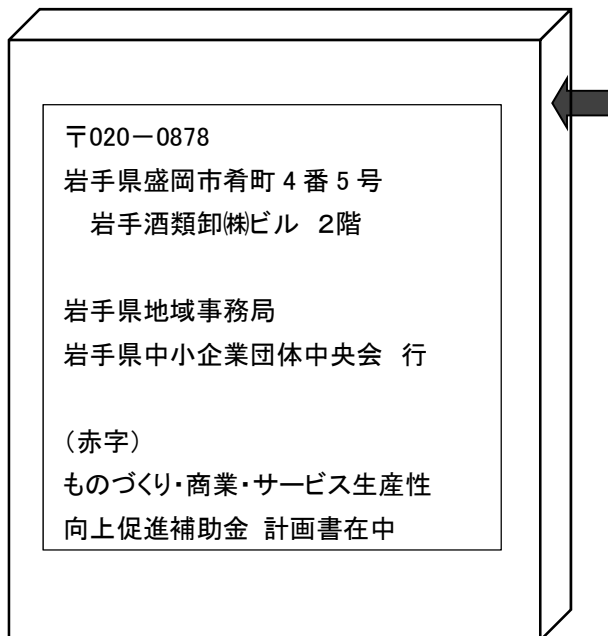 〒020-0878
岩手県盛岡市肴町4番5号
岩手酒類卸㈱ビル 2階
岩手県地域事務局
岩手県中小企業団体中央会 行
（赤字）
ものづくり・商業・サービス生産性
向上促進補助金 計画書在中